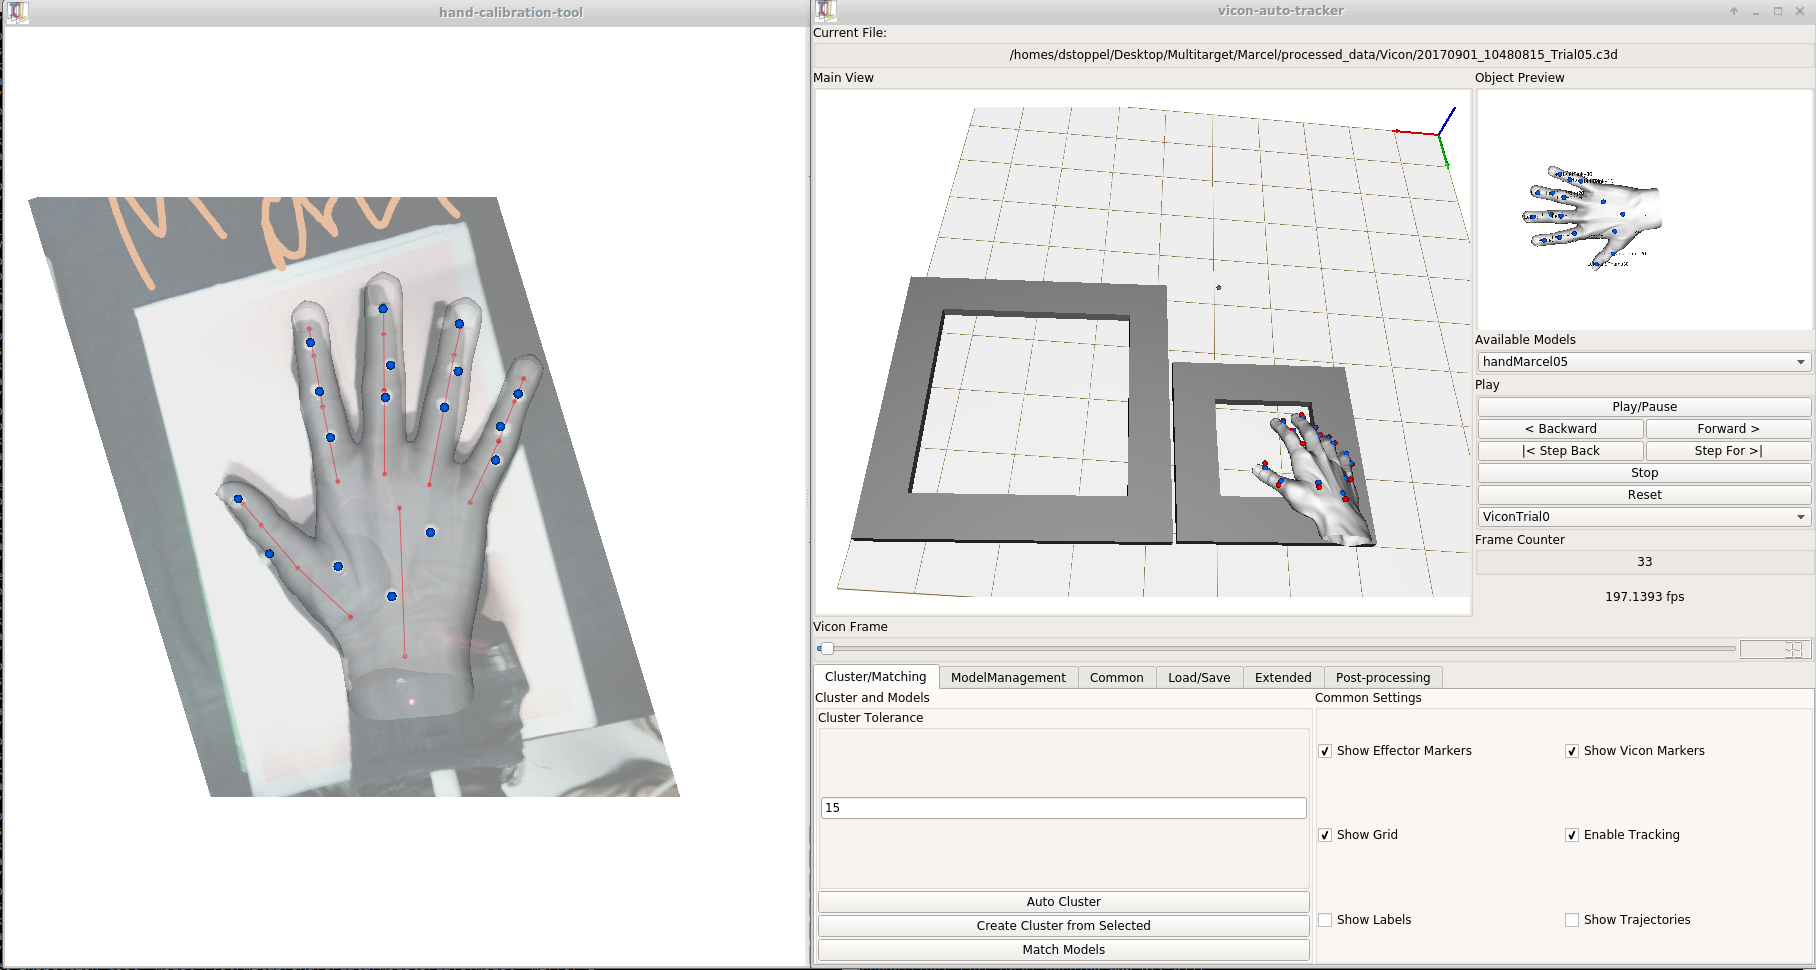 hand-calibration-tool
vicon-auto-tracker
Current File:
/homes/dstoppel/Desktop/Multitarget/Marcel/processed_data/Vicon/20170901_10480815_Trial05.c3d
Main View
Object Preview
Available Models
handMarcel05
Play
Play/Pause
< Backward
Forward >
|< Step Back
Step For >|
Stop
Reset
ViconTrial0
Frame Counter
33
197.1393 fps
Vicon Frame
Cluster/Matching
ModelManagement
Common
Load/Save
Extended
Post-processing
Cluster and Models
Common Settings
Cluster Tolerance
15
Show Effector Markers
Show Vicon Markers
Show Grid
Enable Tracking
Show Labels
Show Trajectories
Auto Cluster
Create Cluster from Selected
Match Models